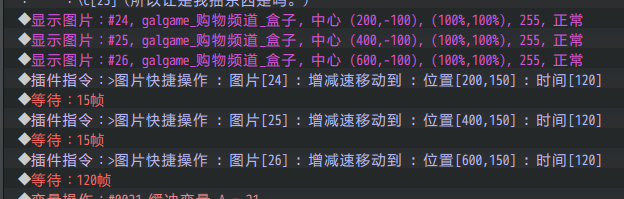 ◆显示图片：#24, galgame_购物频道_盒子, 中心 (200,-100), (100%,100%), 255, 正常
◆显示图片：#25, galgame_购物频道_盒子, 中心 (400,-100), (100%,100%), 255, 正常
◆显示图片：#26, galgame_购物频道_盒子, 中心 (600,-100), (100%,100%), 255, 正常
◆插件指令：>图片快捷操作 : 图片[24] : 增减速移动到 : 位置[200,150] : 时间[120]
◆等待：15帧
◆插件指令：>图片快捷操作 : 图片[25] : 增减速移动到 : 位置[400,150] : 时间[120]
◆等待：15帧
◆插件指令：>图片快捷操作 : 图片[26] : 增减速移动到 : 位置[600,150] : 时间[120]
◆等待：120帧